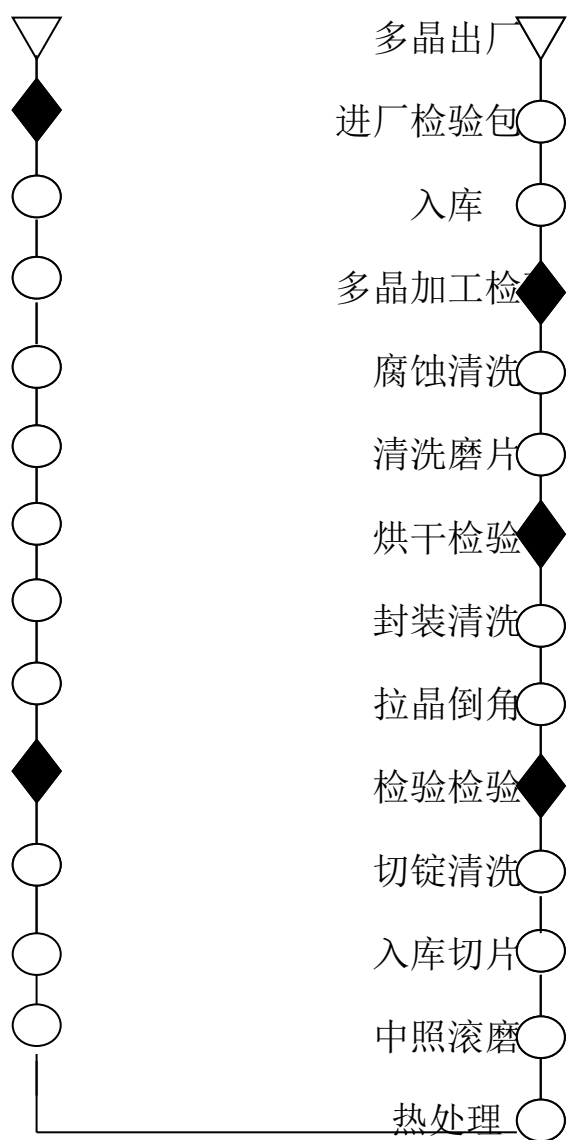 多晶出厂
进厂检验包
入库
多晶加工检
腐蚀清洗
清洗磨片
烘干检验
封装清洗
拉晶倒角
检验检验
切锭清洗
入库切片
中照滚磨
热处理